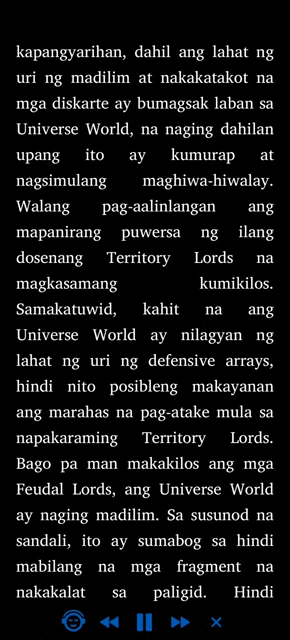 kapangyarihan, dahil ang lahat ng
uri ng madilim at nakakatakot na
mga diskarte ay bumagsak laban sa
Universe World, na naging dahilan
upang ito ay kumurap at
nagsimulang maghiwa-hiwalay.
Walang pag-aalinlangan ang
mapanirang puwersa ng ilang
dosenang Territory Lords na
magkasamang kumikilos.
Samakatuwid, kahit na ang
Universe World ay nilagyan ng
lahat ng uri ng defensive arrays,
hindi nito posibleng makayanan
ang marahas na pag-atake mula sa
napakaraming Territory Lords.
Bago pa man makakilos ang mga
Feudal Lords, ang Universe World
ay naging madilim. Sa susunod na
sandali, ito ay sumabog sa hindi
mabilang na mga fragment na
nakakalat sa paligid. Hindi